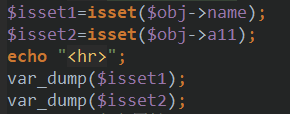 $isset1=isset($obj->name);
$isset2=isset($obj->a11);
echo "<hr>";
var_dump($isset1);
var_dump($isset2);